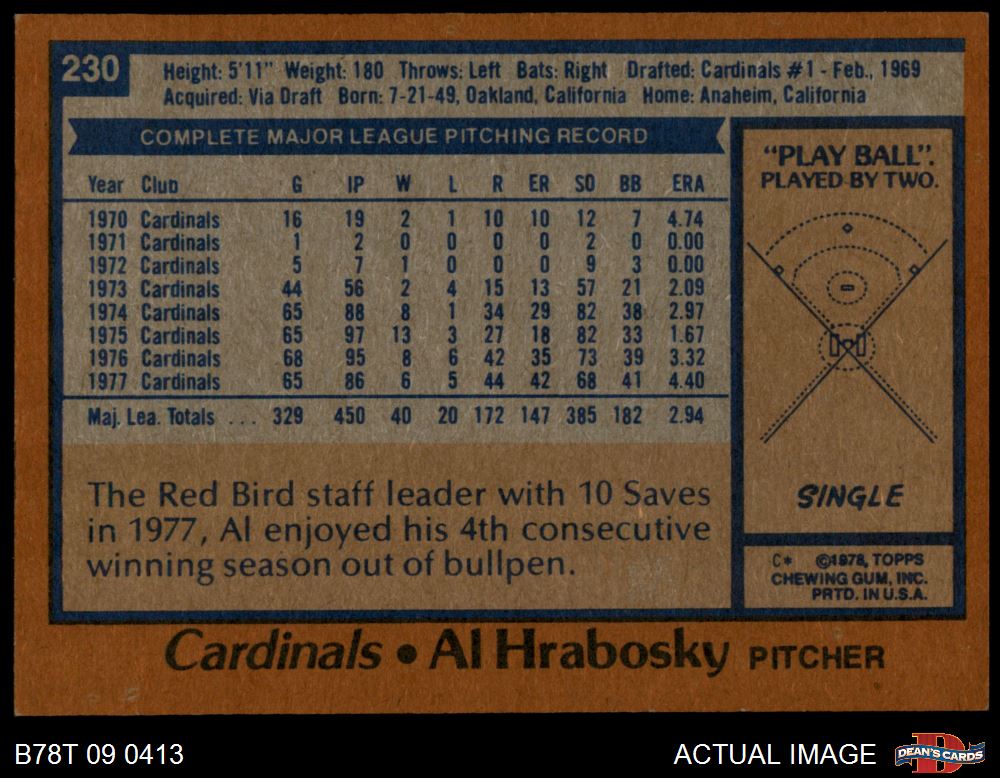 230
Height: 5'11" Weight: 180 Throws: Left Bats: Right Drafted: Cardinals #1 - Feb., 1969
Acquired: Via Draft Born: 7-21-49, Oakland, California Home: Anaheim, California
COMPLETE MAJOR LEAGUE PITCHING RECORD
Year Club G IP W L R ER SO BB ERA
1970 Cardinals 16 19 2 1 10 10 12 7 4.74
1971 Cardinals 1 2 0 0 0 0 2 0 0.00
1972 Cardinals 5 7 1 0 0 0 9 3 0.00
1973 Cardinals 44 56 2 4 15 13 57 21 2.09
1974 Cardinals 65 88 8 1 34 29 82 38 2.97
1975 Cardinals 65 97 13 3 27 18 82 33 1.67
1976 Cardinals 68 95 8 6 42 35 73 39 3.32
1977 Cardinals 65 86 6 5 44 42 68 41 4.40
Maj. Lea. Totals ... 329 450 40 20 172 147 385 182 2.94
The Red Bird staff leader with 10 Saves
in 1977, Al enjoyed his 4th consecutive
winning season out of bullpen.
"PLAY BALL".
PLAYED BY TWO.
SINGLE
C* ©1978, TOPPS
CHEWING GUM, INC.
PRTD. IN U.S.A.
Cardinals • Al Hrabosky PITCHER
B78T 09 0413
ACTUAL IMAGE
DEAN'S CARDS